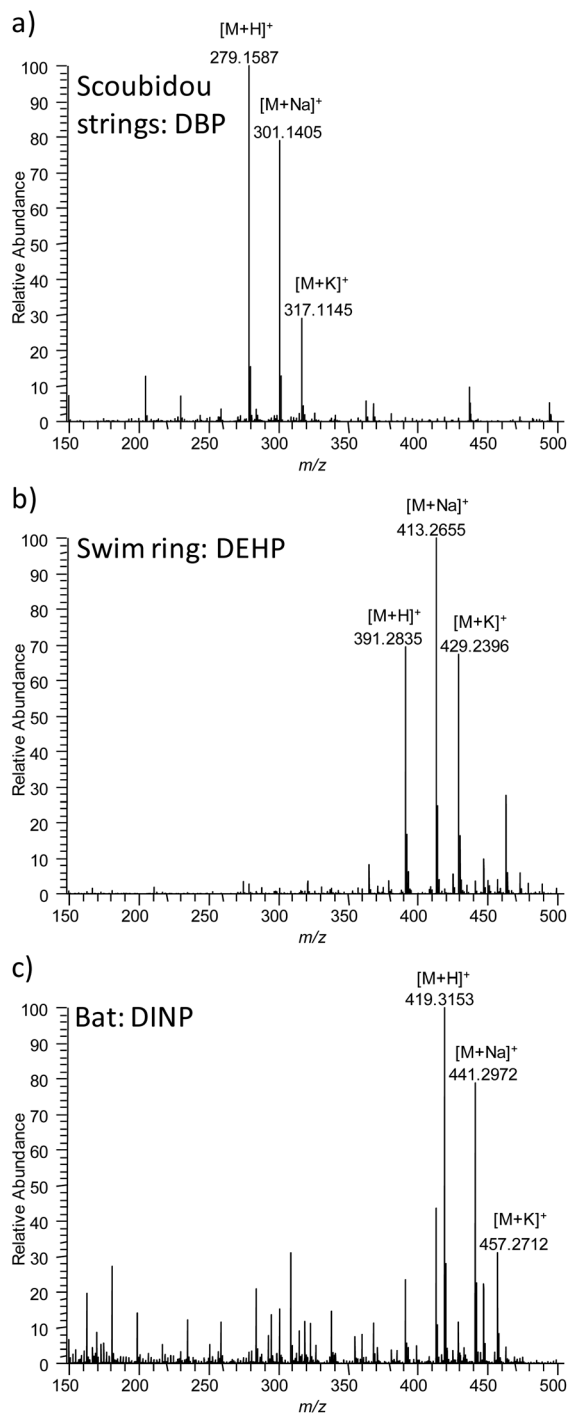 a)
[M+H]⁺
279.1587
Scoubidou
strings: DBP
[M+Na]⁺
301.1405
[M+K]⁺
317.1145
Relative Abundance
100
90
80
70
60
50
40
30
20
10
0
150 200 250 300 350 400 450 500
m/z
b)
[M+Na]⁺
413.2655
Swim ring: DEHP
[M+H]⁺
391.2835
[M+K]⁺
429.2396
Relative Abundance
100
90
80
70
60
50
40
30
20
10
0
150 200 250 300 350 400 450 500
m/z
c)
[M+H]⁺
419.3153
Bat: DINP
[M+Na]⁺
441.2972
[M+K]⁺
457.2712
Relative Abundance
100
90
80
70
60
50
40
30
20
10
0
150 200 250 300 350 400 450 500
m/z